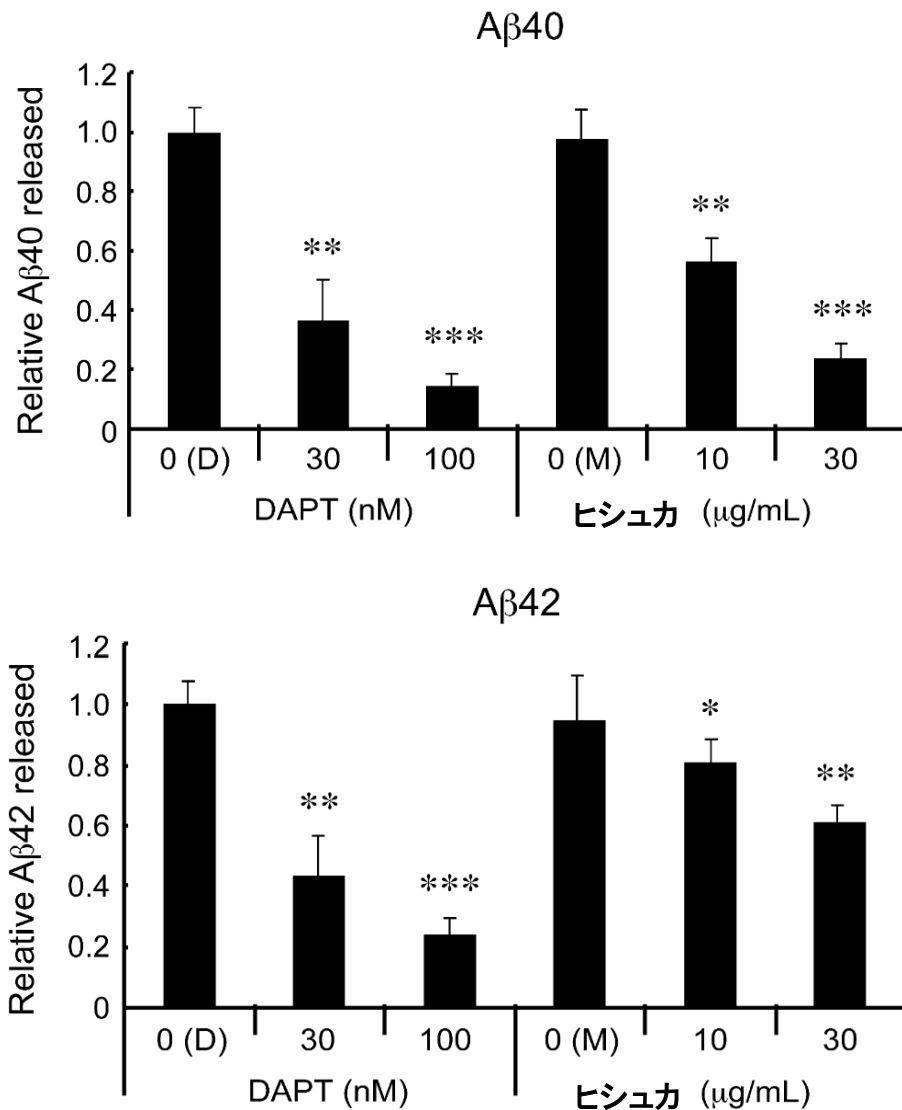 Aβ40
Relative Aβ40 released
1.2
1.0
0.8
0.6
0.4
0.2
0
**
***
**
***
0 (D) 30 100 0 (M) 10 30
DAPT (nM) ヒシュカ (μg/mL)
Aβ42
Relative Aβ42 released
1.2
1.0
0.8
0.6
0.4
0.2
0
**
***
*
**
0 (D) 30 100 0 (M) 10 30
DAPT (nM) ヒシュカ (μg/mL)